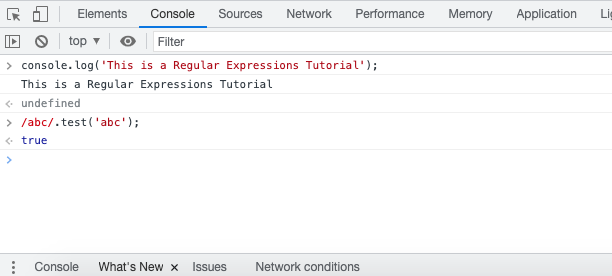 Elements Console Sources Network Performance Memory Application Li
top ▼ Filter
> console.log('This is a Regular Expressions Tutorial');
This is a Regular Expressions Tutorial
undefined
> /abc/.test('abc');
true
>
Console What's New × Issues Network conditions